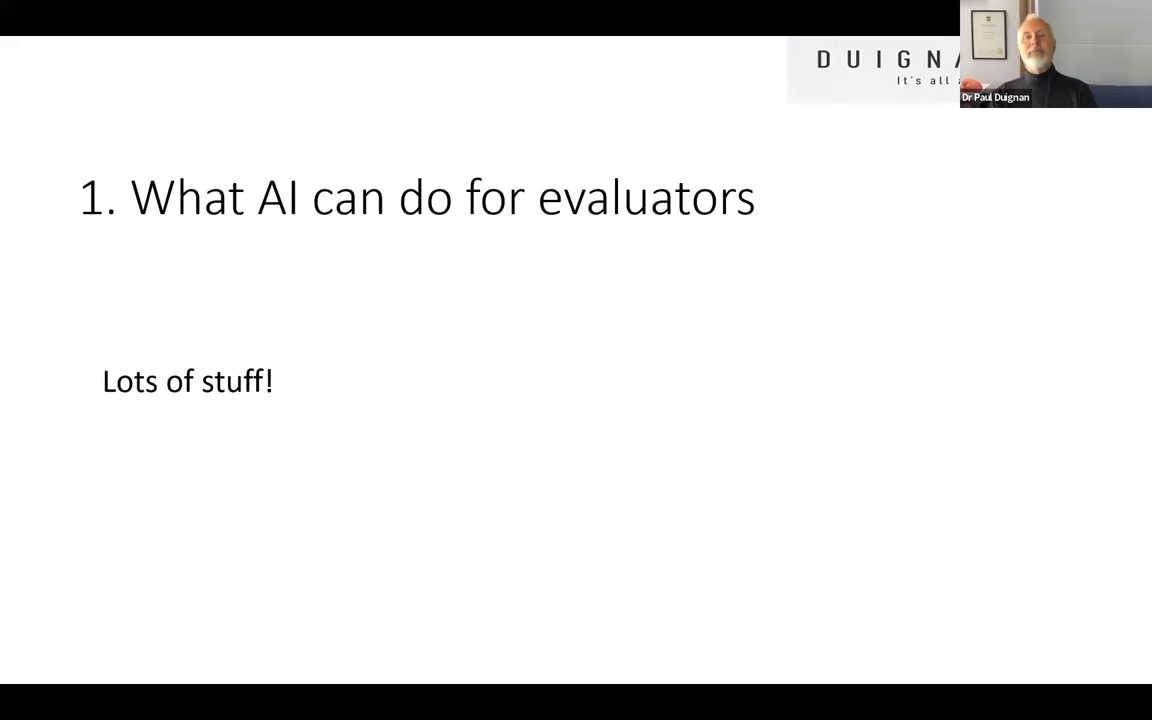 DUIGNA
It's all a
Dr Paul Duignan
1. What AI can do for evaluators
Lots of stuff!